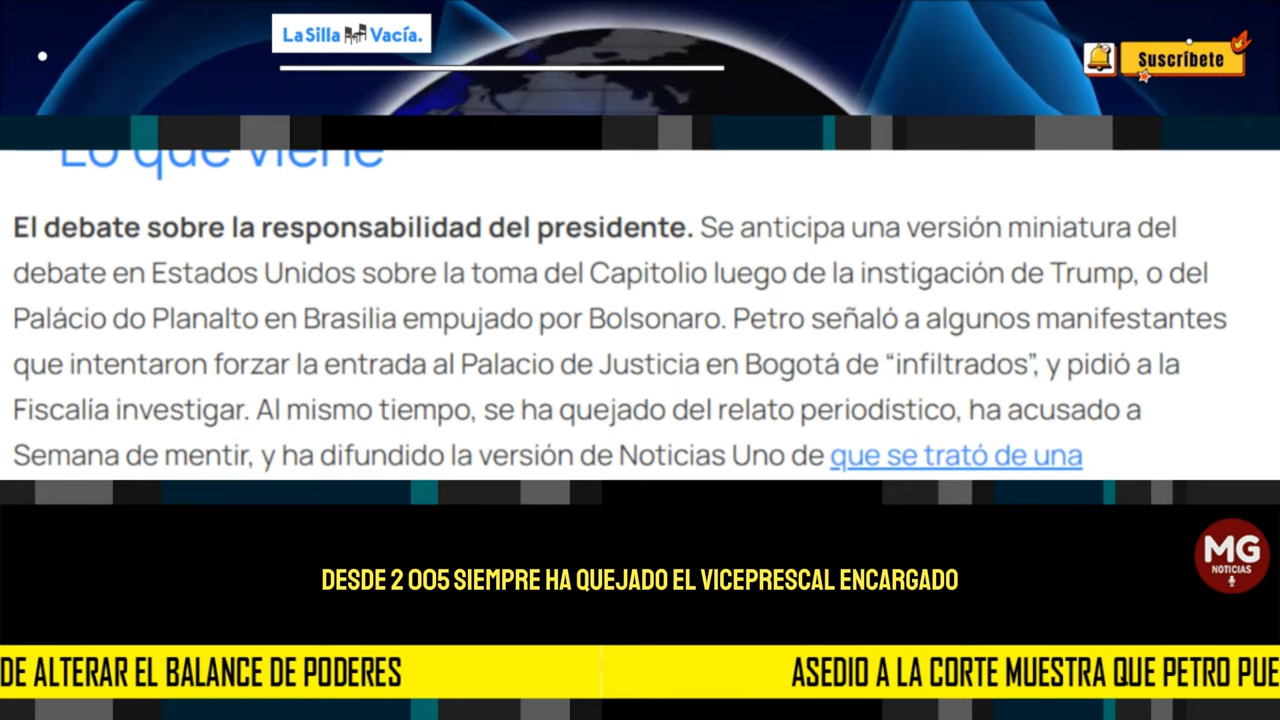 LaSilla Vacía.
Suscríbete
Lo que viene
El debate sobre la responsabilidad del presidente. Se anticipa una versión miniatura del
debate en Estados Unidos sobre la toma del Capitolio luego de la instigación de Trump, o del
Palácio do Planalto en Brasilia empujado por Bolsonaro. Petro señaló a algunos manifestantes
que intentaron forzar la entrada al Palacio de Justicia en Bogotá de “infiltrados”, y pidió a la
Fiscalía investigar. Al mismo tiempo, se ha quejado del relato periodístico, ha acusado a
Semana de mentir, y ha difundido la versión de Noticias Uno de que se trató de una
MG
NOTICIAS
DESDE 2 005 SIEMPRE HA QUEJADO EL VICEPRESCAL ENCARGADO
DE ALTERAR EL BALANCE DE PODERES
ASEDIO A LA CORTE MUESTRA QUE PETRO PUE